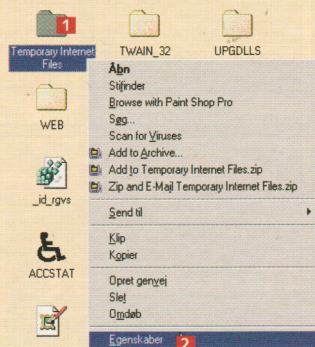 1
Temporary Internet
Files
TWAIN_32
UPGDLLS
WEB
_id_rgvs
ACCSTAT
Åbn
Stifinder
Browse with Paint Shop Pro
Søg...
Scan for Viruses
Add to Archive...
Add to Temporary Internet Files.zip
Zip and E-Mail Temporary Internet Files.zip
Send til
Klip
Kopier
Opret genvej
Slet
Omdøb
Egenskaber
2